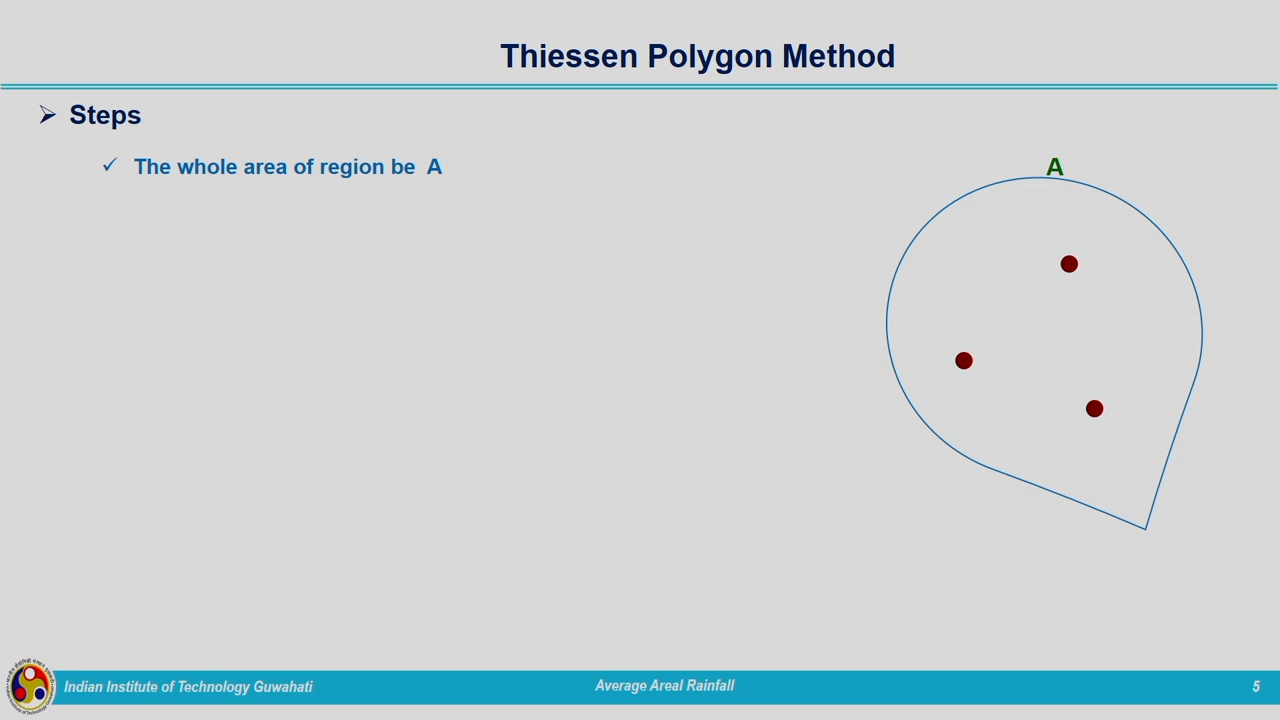 Thiessen Polygon Method
Steps
The whole area of region be A
A
Indian Institute of Technology Guwahati
Average Areal Rainfall
5